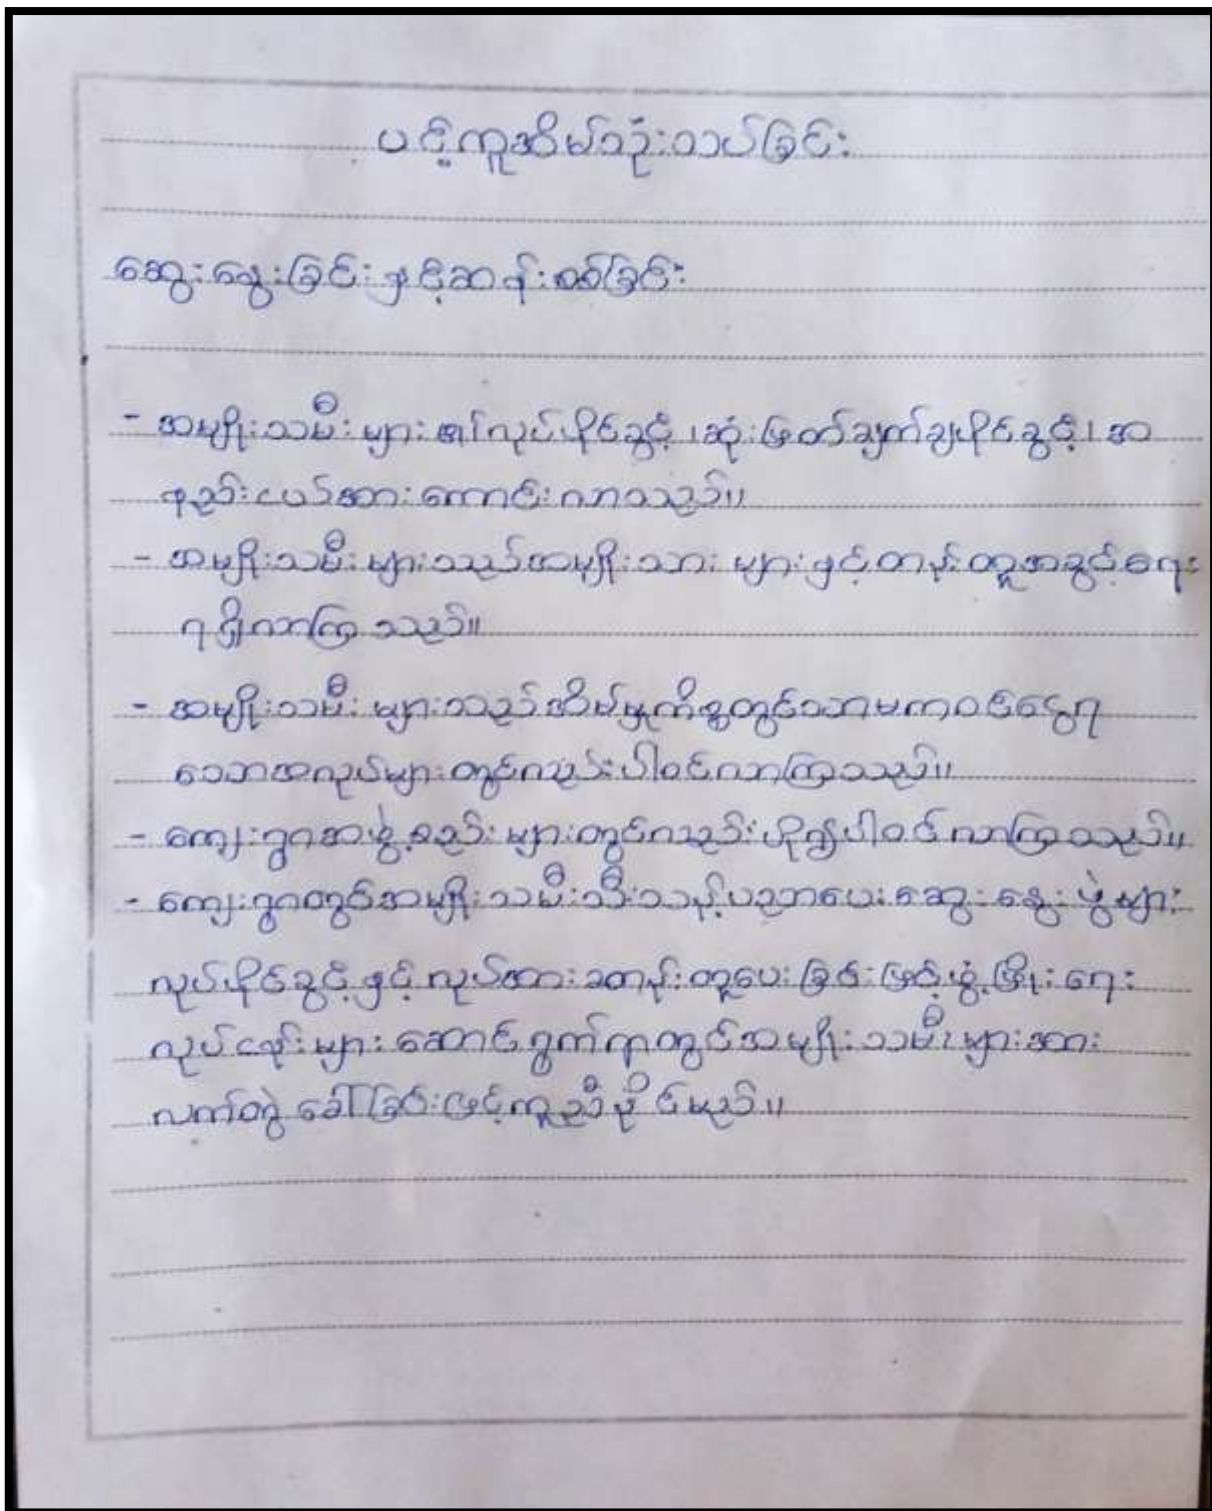 ပင့်ကူအိမ်သုံးသပ်ခြင်း
ဆွေးနွေးခြင်းနှင့်ဆန်းစစ်ခြင်း
- အမျိုးသမီးများ လုပ်ပိုင်ခွင့်၊ဆုံးဖြတ်ချက်ချပိုင်ခွင့်၊ အ
နည်းငယ်အားကောင်းလာသည်။
- အမျိုးသမီးများသည်အမျိုးသားများနှင့်တန်းတူအခွင့်ရေး
ရရှိလာကြသည်။
- အမျိုးသမီးများသည်အိမ်မှုကိစ္စတွင်သာမကဝင်ငွေရ
သောအလုပ်များတွင်လည်းပါဝင်လာကြသည်။
- ကျေးရွာအဖွဲ့စည်းများတွင်လည်းပို၍ပါဝင်လာကြသည်။
- ကျေးရွာတွင်အမျိုးသမီးသီးသန့်ပညာပေးဆွေးနွေးပွဲများ
လုပ်ပိုင်ခွင့်နှင့်လုပ်အားခတန်းတူပေးခြင်းဖြင့်ဖွံ့ဖြိုးရေး
လုပ်ငန်းများဆောင်ရွက်ရာတွင်အမျိုးသမီးများအား
လက်တွဲခေါ်ခြင်းဖြင့်ကူညီနိုင်မည်။